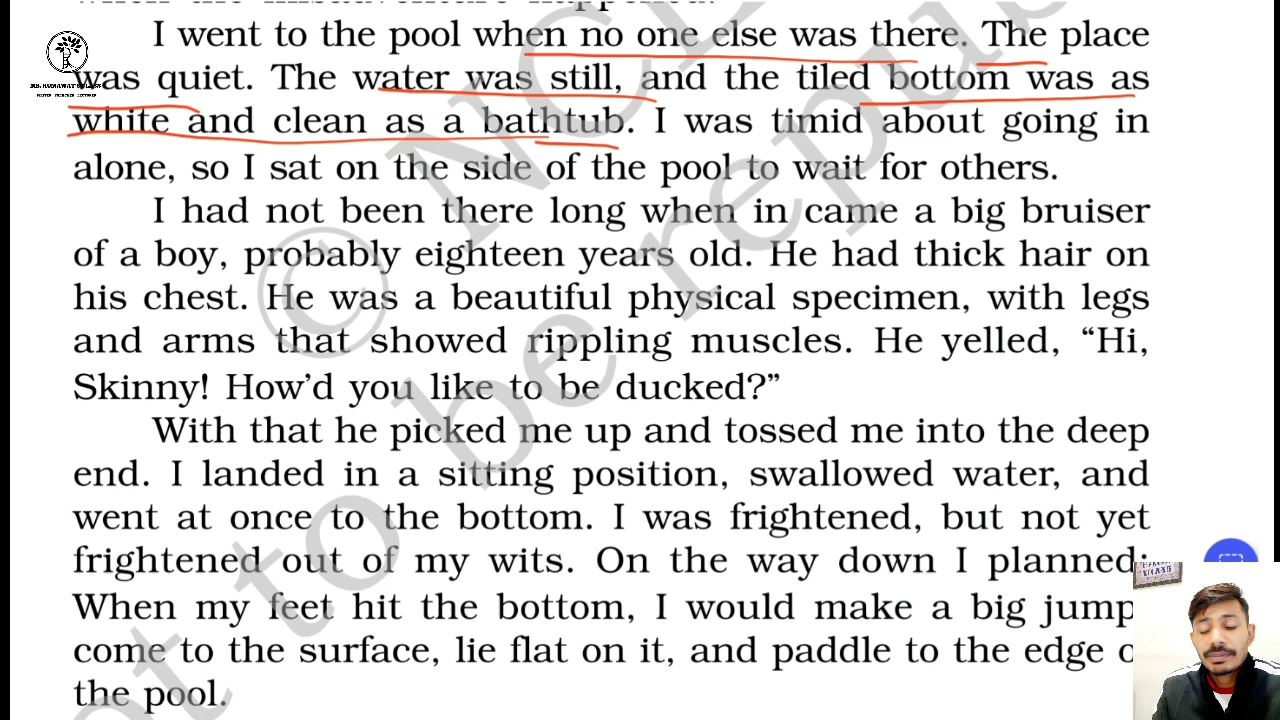 I went to the pool when no one else was there. The place
was quiet. The water was still, and the tiled bottom was as
white and clean as a bathtub. I was timid about going in
alone, so I sat on the side of the pool to wait for others.
I had not been there long when in came a big bruiser
of a boy, probably eighteen years old. He had thick hair on
his chest. He was a beautiful physical specimen, with legs
and arms that showed rippling muscles. He yelled, “Hi,
Skinny! How’d you like to be ducked?”
With that he picked me up and tossed me into the deep
end. I landed in a sitting position, swallowed water, and
went at once to the bottom. I was frightened, but not yet
frightened out of my wits. On the way down I planned:
When my feet hit the bottom, I would make a big jump
come to the surface, lie flat on it, and paddle to the edge
the pool.